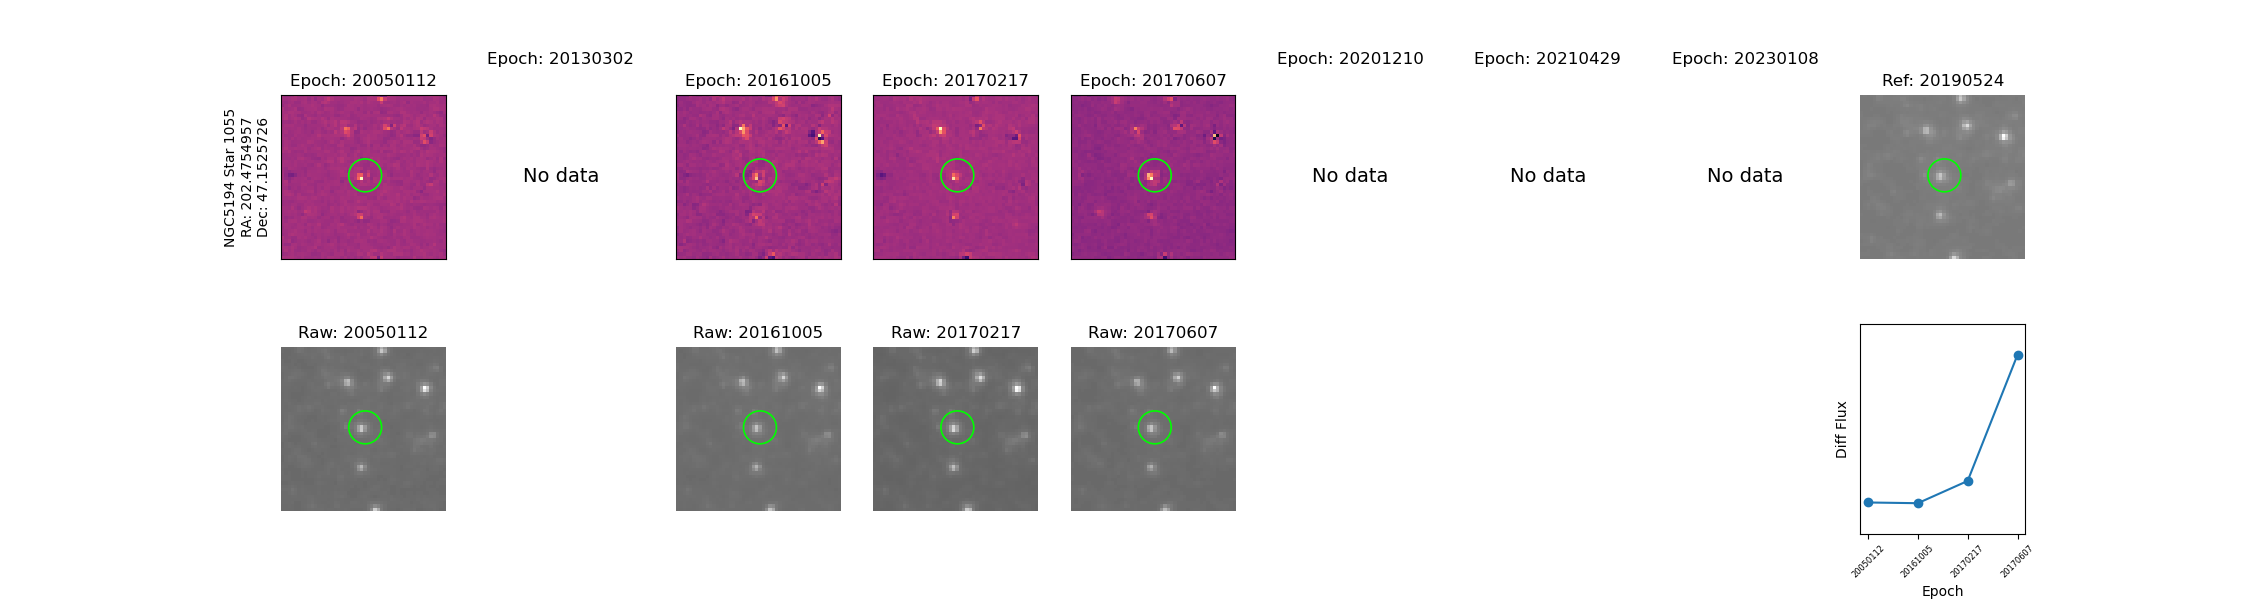 Epoch: 20050112
Epoch: 20130302
Epoch: 20161005
Epoch: 20170217
Epoch: 20170607
Epoch: 20201210
Epoch: 20210429
Epoch: 20230108
Ref: 20190524
NGC5194 Star 1055
RA: 202.4754957
Dec: 47.1525726
No data
No data
No data
No data
Raw: 20050112
Raw: 20161005
Raw: 20170217
Raw: 20170607
Diff Flux
20050112
20161005
20170217
20170607
Epoch